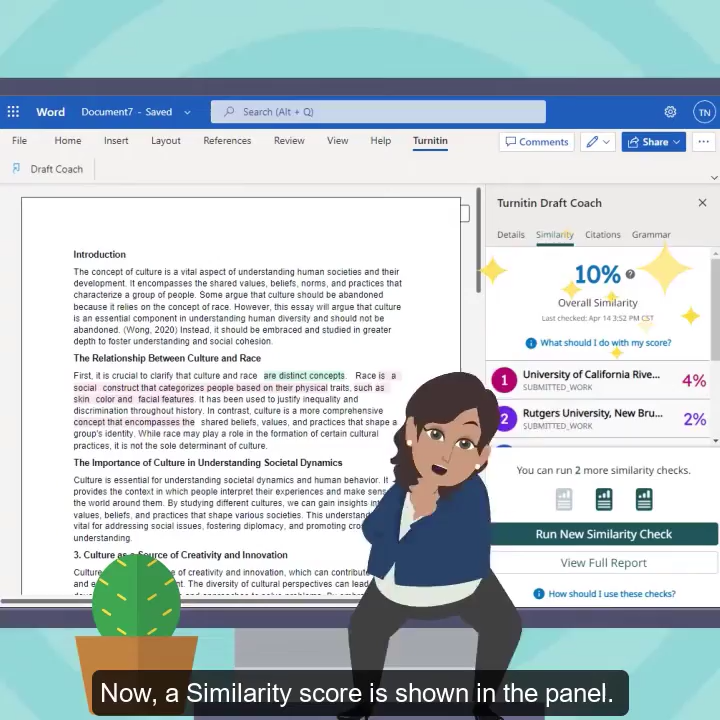 Word
Document7 - Saved
Search (Alt + Q)
TN
File Home Insert Layout References Review View Help Turnitin
Comments
Share
Draft Coach
Introduction
The concept of culture is a vital aspect of understanding human societies and their
development. It encompasses the shared values, beliefs, norms, and practices that
characterize a group of people. Some argue that culture should be abandoned
because it relies on the concept of race. However, this essay will argue that culture
is an essential component in understanding human diversity and should not be
abandoned. (Wong, 2020) Instead, it should be embraced and studied in greater
depth to foster understanding and social cohesion.
The Relationship Between Culture and Race
First, it is crucial to clarify that culture and race are distinct concepts. Race is a
social construct that categorizes people based on their physical traits, such as
skin color and facial features. It has been used to justify inequality and
discrimination throughout history. In contrast, culture is a more comprehensive
concept that encompasses the shared beliefs, values, and practices that shape a
group's identity. While race may play a role in the formation of certain cultural
practices, it is not the sole determinant of culture.
The Importance of Culture in Understanding Societal Dynamics
Culture is essential for understanding societal dynamics and human behavior. It
provides the context in which people interpret their experiences and make sens
the world around them. By studying different cultures, we can gain insights in
values, beliefs, and practices that shape various societies. This understand
vital for addressing social issues, fostering diplomacy, and promoting cro
understanding.
3. Culture as a Source of Creativity and Innovation
Cultu of creativity and innovation, which can contribut
and e nt. The diversity of cultural perspectives can lead
Turnitin Draft Coach
Details Similarity Citations Grammar
10%
Overall Similarity
Last checked: Apr 14 3:52 PM CST
What should I do with my score?
1 University of California Rive... 4%
SUBMITTED_WORK
2 Rutgers University, New Bru... 2%
SUBMITTED_WORK
You can run 2 more similarity checks.
Run New Similarity Check
View Full Report
How should I use these checks?
Now, a Similarity score is shown in the panel.